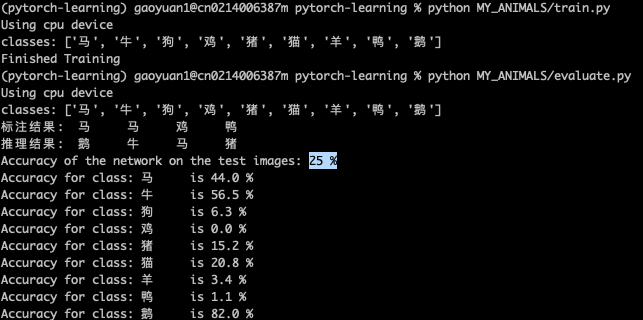 (pytorch-learning) gaoyuan1@cn0214006387m pytorch-learning % python MY_ANIMALS/train.py
Using cpu device
classes: ['马', '牛', '狗', '鸡', '猪', '猫', '羊', '鸭', '鹅']
Finished Training
(pytorch-learning) gaoyuan1@cn0214006387m pytorch-learning % python MY_ANIMALS/evaluate.py
Using cpu device
classes: ['马', '牛', '狗', '鸡', '猪', '猫', '羊', '鸭', '鹅']
标注结果: 马 马 鸡 鸭
推理结果: 鹅 牛 马 猪
Accuracy of the network on the test images: 25 %
Accuracy for class: 马 is 44.0 %
Accuracy for class: 牛 is 56.5 %
Accuracy for class: 狗 is 6.3 %
Accuracy for class: 鸡 is 0.0 %
Accuracy for class: 猪 is 15.2 %
Accuracy for class: 猫 is 20.8 %
Accuracy for class: 羊 is 3.4 %
Accuracy for class: 鸭 is 1.1 %
Accuracy for class: 鹅 is 82.0 %